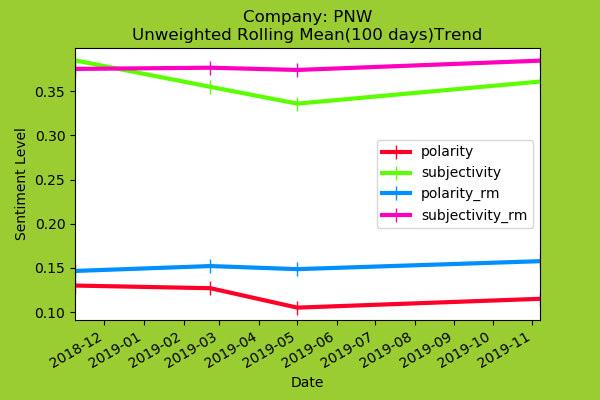 Company: PNW
Unweighted Rolling Mean(100 days)Trend
Sentiment Level
0.35
0.30
0.25
0.20
0.15
0.10
polarity
subjectivity
polarity_rm
subjectivity_rm
2018-12
2019-01
2019-02
2019-03
2019-04
2019-05
2019-06
2019-07
2019-08
2019-09
2019-10
2019-11
Date